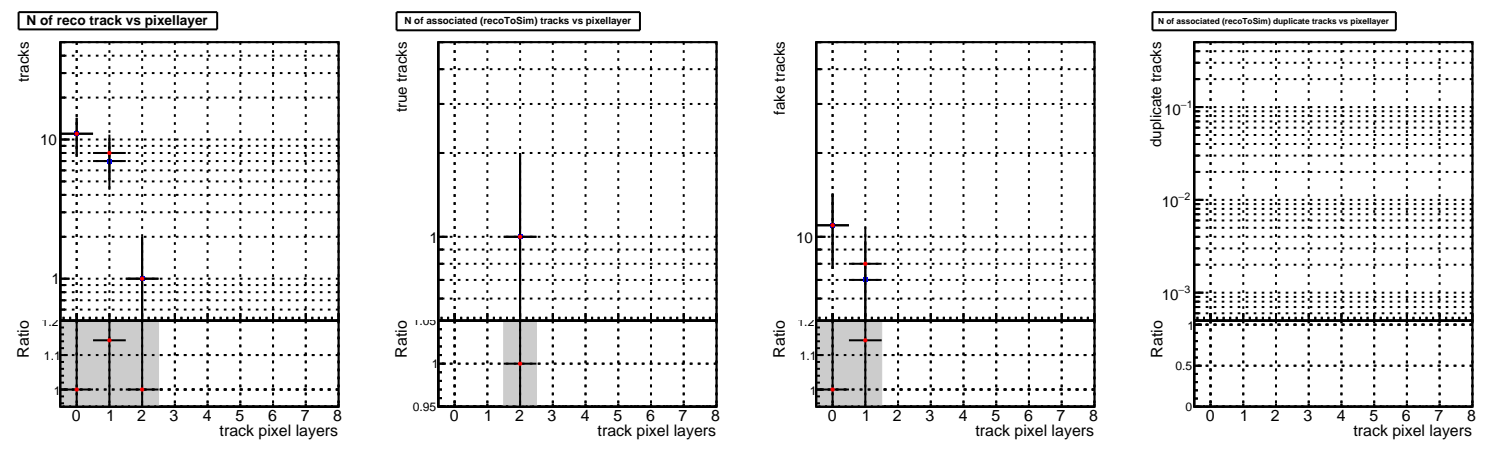 N of reco track vs pixellayer
tracks
10
1
Ratio
1.2
1.1
1
0 1 2 3 4 5 6 7 8
track pixel layers
N of associated (recoToSim) tracks vs pixellayer
true tracks
1
Ratio
1.05
1
0.95
0 1 2 3 4 5 6 7 8
track pixel layers
fake tracks
10
Ratio
1.2
1.1
1
0 1 2 3 4 5 6 7 8
track pixel layers
N of associated (recoToSim) duplicate tracks vs pixellayer
duplicate tracks
10⁻¹
10⁻²
10⁻³
Ratio
1
0.5
0
0 1 2 3 4 5 6 7 8
track pixel layers